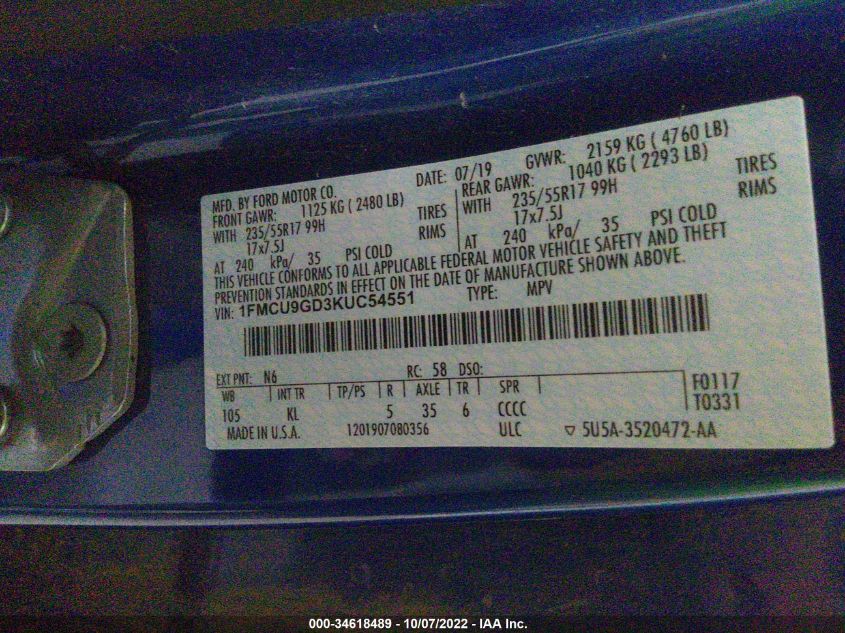 MFD. BY FORD MOTOR CO. DATE: 07/19 GVWR: 2159 KG ( 4760 LB)
FRONT GAWR: 1125 KG ( 2480 LB) REAR GAWR: 1040 KG ( 2293 LB)
WITH 235/55R17 99H TIRES WITH 235/55R17 99H TIRES
17x7.5J RIMS 17x7.5J RIMS
AT 240 kPa/ 35 PSI COLD AT 240 kPa/ 35 PSI COLD
THIS VEHICLE CONFORMS TO ALL APPLICABLE FEDERAL MOTOR VEHICLE SAFETY AND THEFT
PREVENTION STANDARDS IN EFFECT ON THE DATE OF MANUFACTURE SHOWN ABOVE.
VIN: 1FMCU9GD3KUC54551 TYPE: MPV
EXT PNT: N6 RC: 58 DSO: F0117
WB INT TR TP/PS R AXLE TR SPR T0331
105 KL 5 35 6 CCCC
MADE IN U.S.A. 1201907080356 ULC ▽ 5U5A-3520472-AA
000-34618489 - 10/07/2022 - IAA Inc.